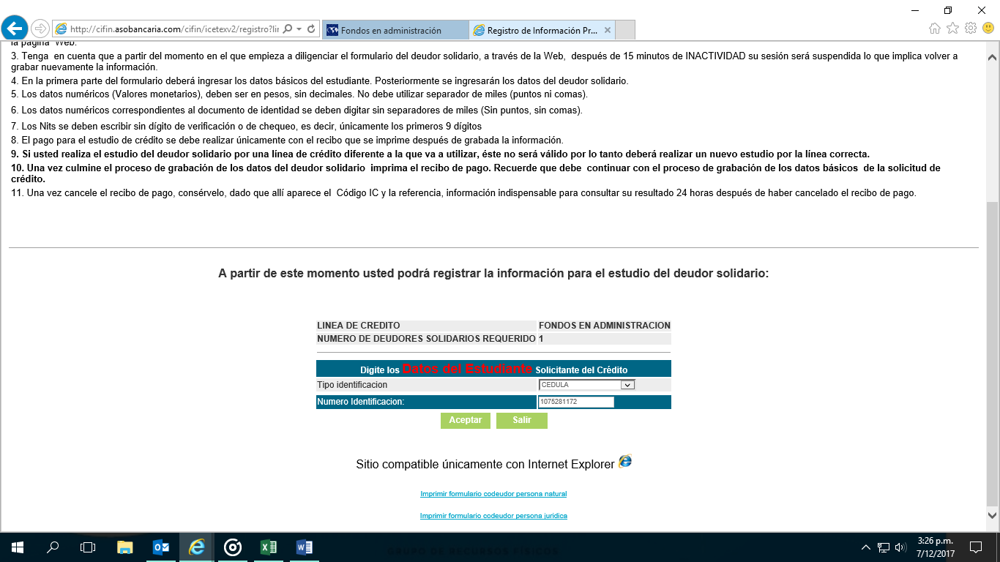 http://cifin.asobancaria.com/cifin/icetexv2/registro?lir
Fondos en administración
Registro de Información Pr...
la página Web.
3. Tenga en cuenta que a partir del momento en el que empieza a diligenciar el formulario del deudor solidario, a través de la Web, después de 15 minutos de INACTIVIDAD su sesión será suspendida lo que implica volver a
grabar nuevamente la información.
4. En la primera parte del formulario deberá ingresar los datos básicos del estudiante. Posteriormente se ingresarán los datos del deudor solidario.
5. Los datos numéricos (Valores monetarios), deben ser en pesos, sin decimales. No debe utilizar separador de miles (puntos ni comas).
6. Los datos numéricos correspondientes al documento de identidad se deben digitar sin separadores de miles (Sin puntos, sin comas).
7. Los Nits se deben escribir sin dígito de verificación o de chequeo, es decir, únicamente los primeros 9 dígitos
8. El pago para el estudio de crédito se debe realizar únicamente con el recibo que se imprime después de grabada la información.
9. Si usted realiza el estudio del deudor solidario por una línea de crédito diferente a la que va a utilizar, éste no será válido por lo tanto deberá realizar un nuevo estudio por la línea correcta.
10. Una vez culmine el proceso de grabación de los datos del deudor solidario imprima el recibo de pago. Recuerde que debe continuar con el proceso de grabación de los datos básicos de la solicitud de
crédito.
11. Una vez cancele el recibo de pago, consérvelo, dado que allí aparece el Código IC y la referencia, información indispensable para consultar su resultado 24 horas después de haber cancelado el recibo de pago.
A partir de este momento usted podrá registrar la información para el estudio del deudor solidario:
LINEA DE CREDITO FONDOS EN ADMINISTRACION
NUMERO DE DEUDORES SOLIDARIOS REQUERIDO 1
Digite los Datos del Estudiante Solicitante del Crédito
Tipo identificacion CEDULA
Numero Identificacion: 1075281172
Aceptar Salir
Sitio compatible únicamente con Internet Explorer
Imprimir formulario codeudor persona natural
Imprimir formulario codeudor persona juridica
GRUPO DE RECURSOS FISICOS
3:26 p.m.
7/12/2017